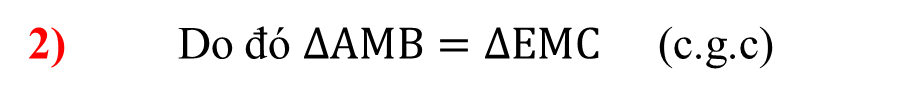 2) Do đó ΔAMB = ΔEMC (c.g.c)